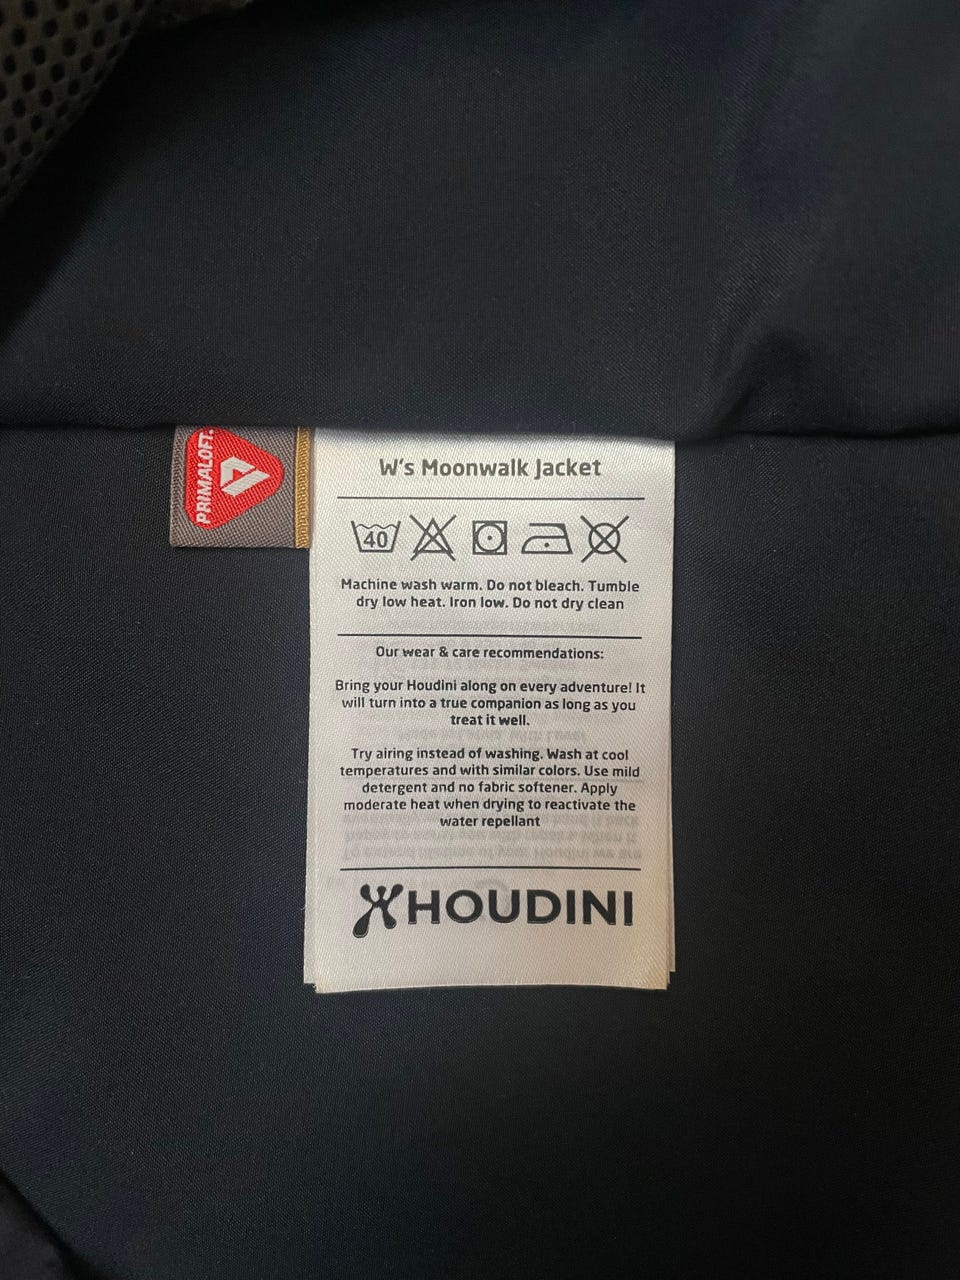 PRIMALOFT®
W's Moonwalk Jacket
40
Machine wash warm. Do not bleach. Tumble
dry low heat. Iron low. Do not dry clean
Our wear & care recommendations:
Bring your Houdini along on every adventure! It
will turn into a true companion as long as you
treat it well.
Try airing instead of washing. Wash at cool
temperatures and with similar colors. Use mild
detergent and no fabric softener. Apply
moderate heat when drying to reactivate the
water repellant
HOUDINI